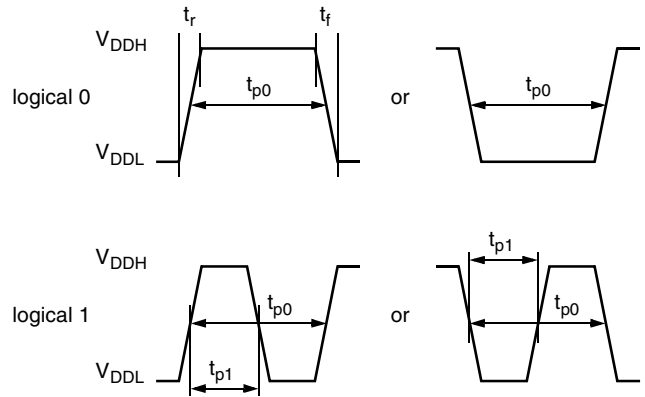 t_r t_f
V_DDH
logical 0 t_p0 or t_p0
V_DDL
V_DDH t_p1
logical 1 t_p0 or t_p0
V_DDL t_p1